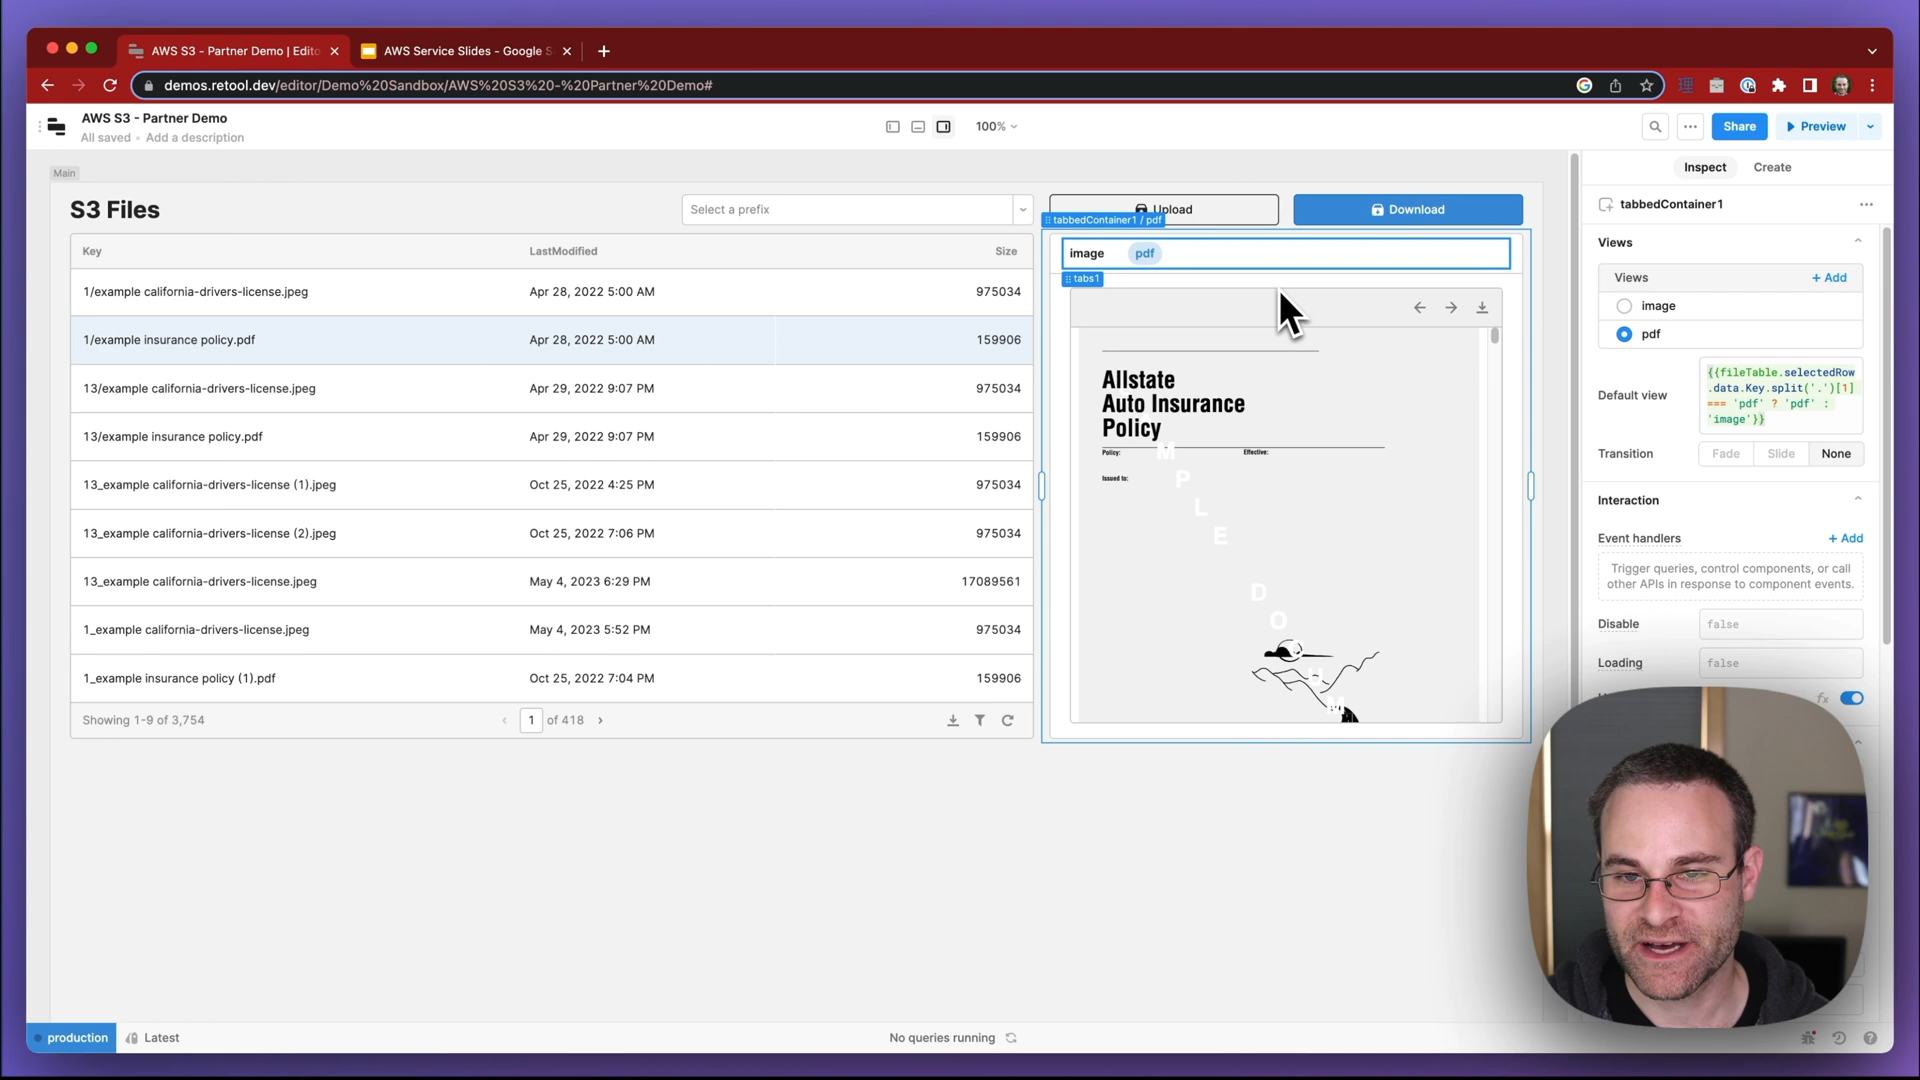 AWS S3 - Partner Demo | Edito
AWS Service Slides - Google S
demos.retool.dev/editor/Demo%20Sandbox/AWS%20S3%20-%20Partner%20Demo#
AWS S3 - Partner Demo
All saved • Add a description
100%
Share
Preview
Main
S3 Files
Select a prefix
Upload
Download
Key LastModified Size
1/example california-drivers-license.jpeg Apr 28, 2022 5:00 AM 975034
1/example insurance policy.pdf Apr 28, 2022 5:00 AM 159906
13/example california-drivers-license.jpeg Apr 29, 2022 9:07 PM 975034
13/example insurance policy.pdf Apr 29, 2022 9:07 PM 159906
13_example california-drivers-license (1).jpeg Oct 25, 2022 4:25 PM 975034
13_example california-drivers-license (2).jpeg Oct 25, 2022 7:06 PM 975034
13_example california-drivers-license.jpeg May 4, 2023 6:29 PM 17089561
1_example california-drivers-license.jpeg May 4, 2023 5:52 PM 975034
1_example insurance policy (1).pdf Oct 25, 2022 7:04 PM 159906
Showing 1-9 of 3,754
1 of 418
tabbedContainer1 / pdf
image pdf
tabs1
Allstate
Auto Insurance
Policy
Policy: Effective:
Issued to:
M
P
L
E
D
O
C
U
M
Inspect Create
tabbedContainer1
Views
Views + Add
image
pdf
Default view
{{fileTable.selectedRow
.data.Key.split('.')[1]
=== 'pdf' ? 'pdf' :
'image'}}
Transition Fade Slide None
Interaction
Event handlers + Add
Trigger queries, control components, or call
other APIs in response to component events.
Disable false
Loading false
fx
production
Latest
No queries running